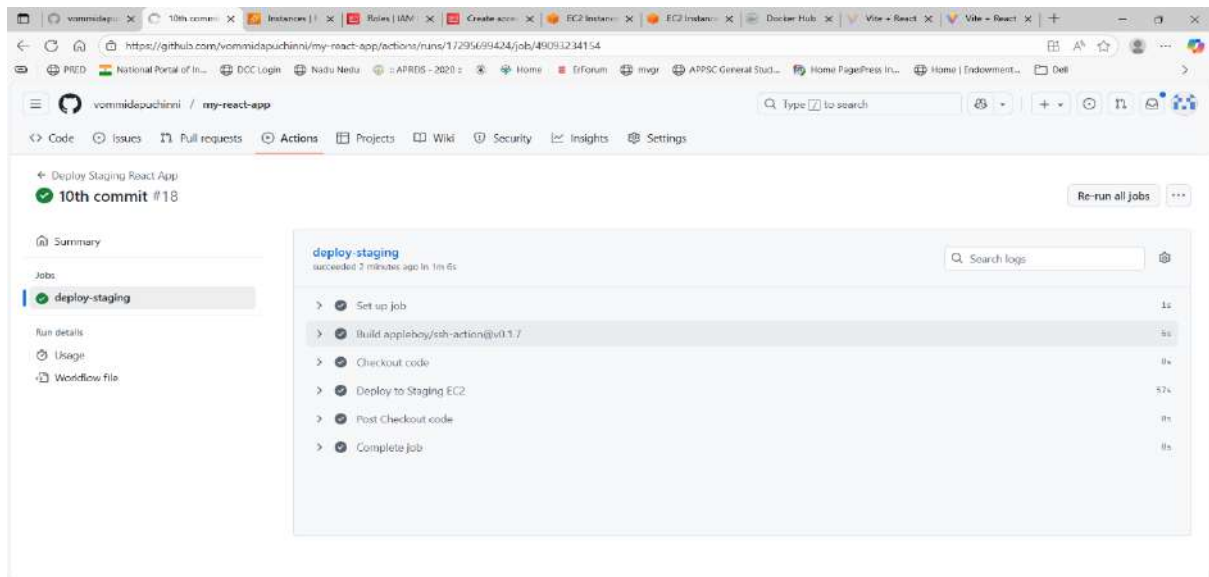 vommidapu
10th comm
Instances |
Roles | IAM
Create acce
EC2 Instanc
EC2 Instanc
Docker Hub
Vite + React
Vite + React
https://github.com/vommidapuchinni/my-react-app/actions/runs/17295699424/job/49093234154
PRED
National Portal of In...
DCC Login
Nadu Nedu
:: APREIS - 2020 ::
Home
ErForum
mvgr
APPSC General Stud...
Home Page/Press In...
Home | Endowment...
Dell
vommidapuchinni / my-react-app
Type / to search
Code
Issues
Pull requests
Actions
Projects
Wiki
Security
Insights
Settings
← Deploy Staging React App
10th commit #18
Re-run all jobs
Summary
Jobs
deploy-staging
Run details
Usage
Workflow file
deploy-staging
succeeded 2 minutes ago in 1m 6s
Search logs
Set up job 1s
Build appleboy/ssh-action@v0.1.7 6s
Checkout code 0s
Deploy to Staging EC2 57s
Post Checkout code 0s
Complete job 0s